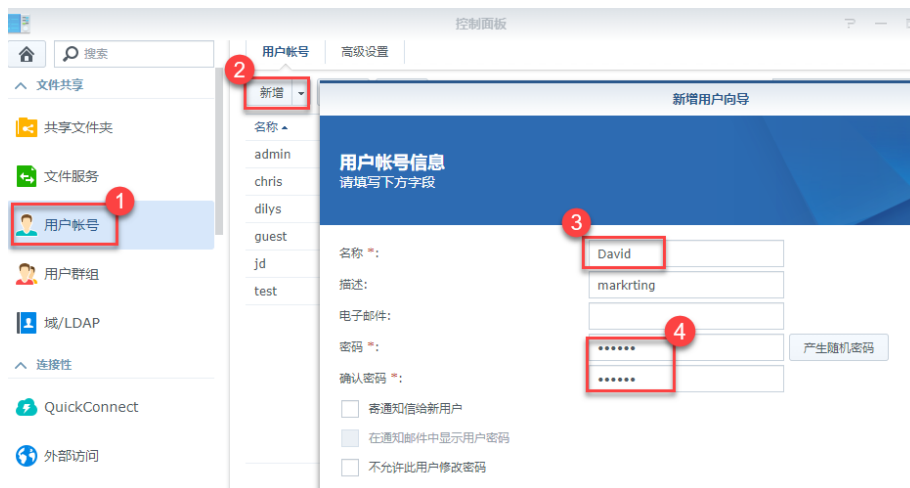 控制面板
搜索
用户帐号 高级设置
文件共享
2
新增
新增用户向导
共享文件夹
名称
admin
用户帐号信息
请填写下方字段
文件服务
chris
1
dilys
用户帐号
guest
3
名称 *: David
用户群组
jd
描述: markrting
test
电子邮件:
域/LDAP
4
密码 *: •••••• 产生随机密码
连接性
确认密码 *: ••••••
QuickConnect
寄通知信给新用户
在通知邮件中显示用户密码
外部访问
不允许此用户修改密码